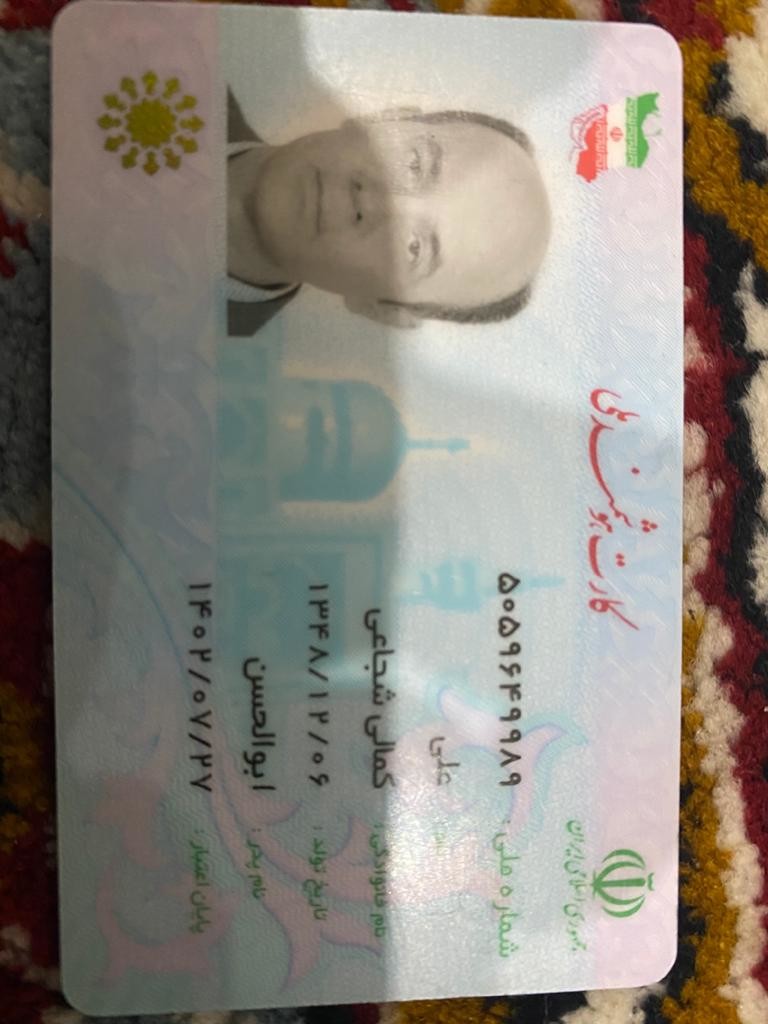 کارت هوشمند ملی
جمهوری اسلامی ایران
شماره ملی : ۵۰۵۹۶۴۹۹۸۹
نام : علی
نام خانوادگی : کمالی شجاعی
تاریخ تولد : ۱۳۴۸/۱۲/۰۶
نام پدر : ابوالحسن
پایان اعتبار : ۱۴۰۲/۰۷/۲۷